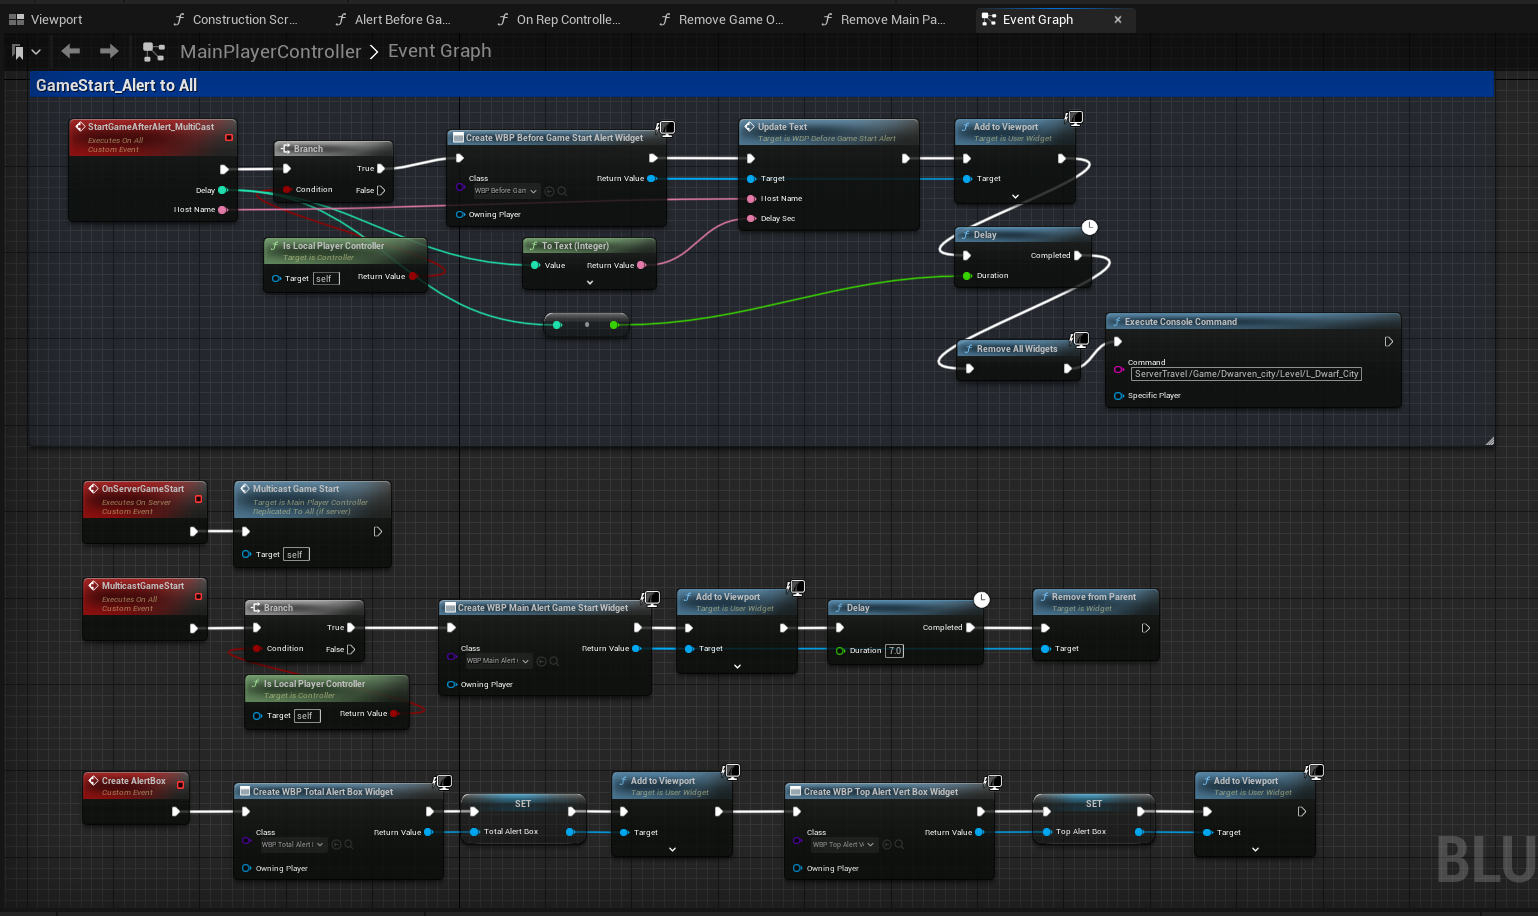 Viewport
Construction Scr...
Alert Before Ga...
On Rep Controlle...
Remove Game O...
Remove Main Pa...
Event Graph
MainPlayerController > Event Graph
GameStart_Alert to All
StartGameAfterAlert_MultiCast
Executes On All
Custom Event
Delay
Host Name
Branch
Condition
True
False
Is Local Player Controller
Target is Controller
Target self
Return Value
Create WBP Before Game Start Alert Widget
Class
WBP Before Gam
Return Value
Owning Player
To Text (Integer)
Value
Return Value
Update Text
Target is WBP Before Game Start Alert
Target
Host Name
Delay Sec
Add to Viewport
Target is User Widget
Target
Delay
Completed
Duration
Remove All Widgets
Execute Console Command
Command
ServerTravel /Game/Dwarven_city/Level/L_Dwarf_City
Specific Player
OnServerGameStart
Executes On Server
Custom Event
Multicast Game Start
Target is Main Player Controller
Replicated To All (if server)
Target self
MulticastGameStart
Executes On All
Custom Event
Branch
True
Condition
False
Is Local Player Controller
Target is Controller
Target self
Return Value
Create WBP Main Alert Game Start Widget
Class
WBP Main Alert
Return Value
Owning Player
Add to Viewport
Target is User Widget
Target
Delay
Completed
Duration 7.0
Remove from Parent
Target is Widget
Target
Create AlertBox
Custom Event
Create WBP Total Alert Box Widget
Class
WBP Total Alert
Return Value
Owning Player
SET
Total Alert Box
Add to Viewport
Target is User Widget
Target
Create WBP Top Alert Vert Box Widget
Class
WBP Top Alert V
Return Value
Owning Player
SET
Top Alert Box
Add to Viewport
Target is User Widget
Target
BLU